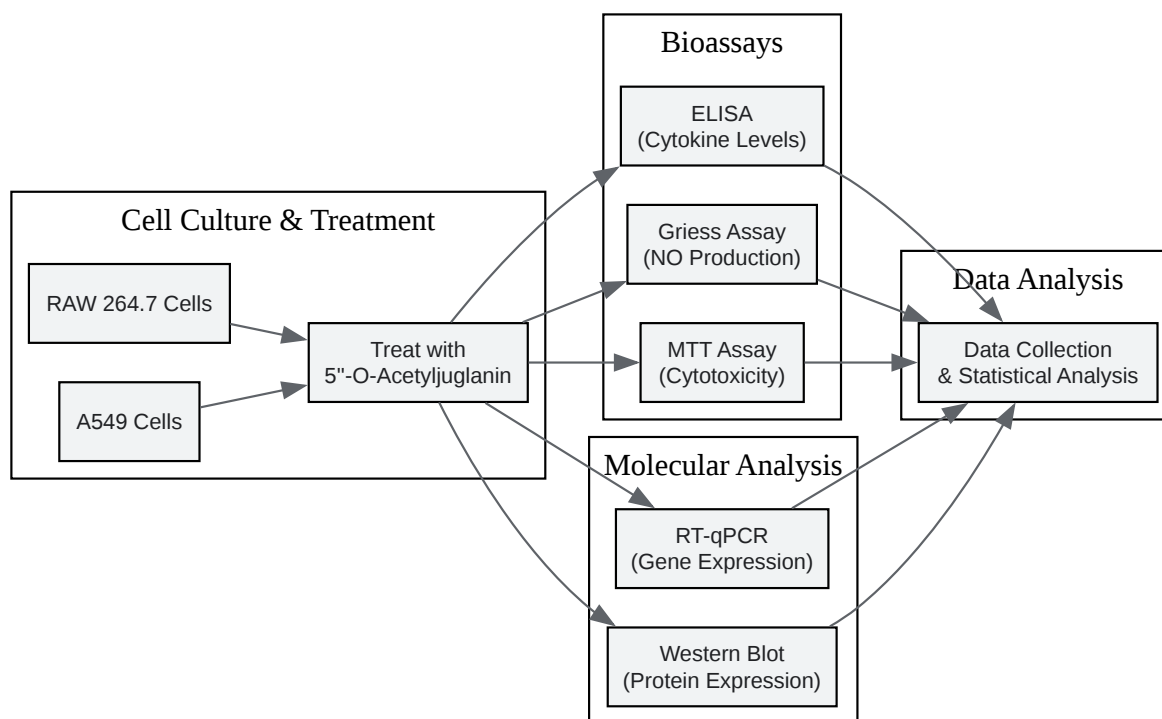 Cell Culture & Treatment
RAW 264.7 Cells
A549 Cells
Treat with
5"-O-Acetyljuglanin
Bioassays
ELISA
(Cytokine Levels)
Griess Assay
(NO Production)
MTT Assay
(Cytotoxicity)
Molecular Analysis
RT-qPCR
(Gene Expression)
Western Blot
(Protein Expression)
Data Analysis
Data Collection
& Statistical Analysis